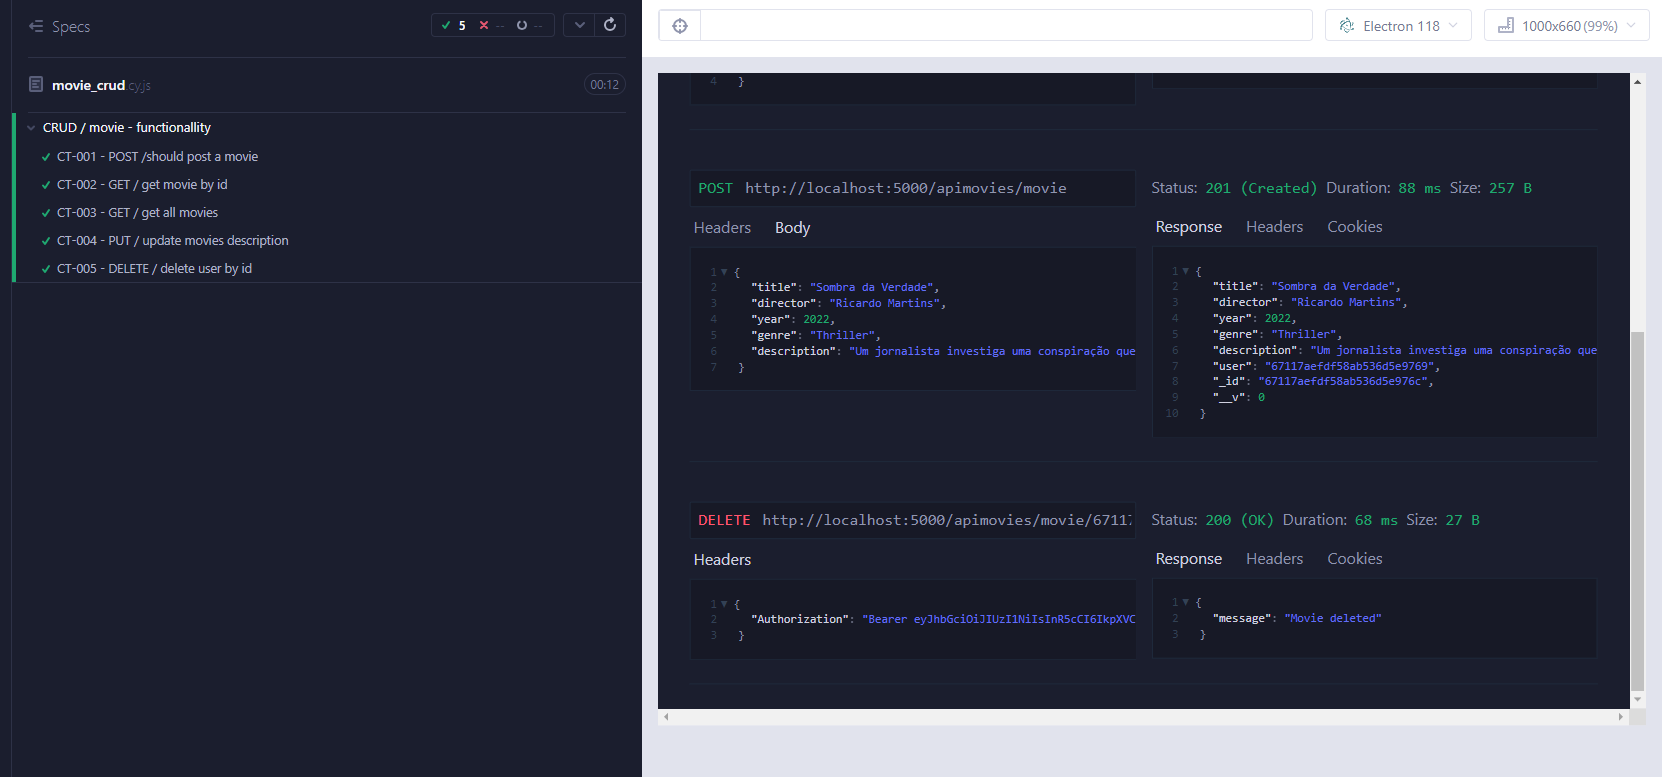 Specs
5 -- --
movie_crud.cy.js
00:12
CRUD / movie - functionallity
CT-001 - POST /should post a movie
CT-002 - GET / get movie by id
CT-003 - GET / get all movies
CT-004 - PUT / update movies description
CT-005 - DELETE / delete user by id
Electron 118
1000x660 (99%)
4 }
POST http://localhost:5000/apimovies/movie
Status: 201 (Created) Duration: 88 ms Size: 257 B
Headers Body
1 {
2 "title": "Sombra da Verdade",
3 "director": "Ricardo Martins",
4 "year": 2022,
5 "genre": "Thriller",
6 "description": "Um jornalista investiga uma conspiração que
7 }
Response Headers Cookies
1 {
2 "title": "Sombra da Verdade",
3 "director": "Ricardo Martins",
4 "year": 2022,
5 "genre": "Thriller",
6 "description": "Um jornalista investiga uma conspiração que
7 "user": "67117aefdf58ab536d5e9769",
8 "_id": "67117aefdf58ab536d5e976c",
9 "__v": 0
10 }
DELETE http://localhost:5000/apimovies/movie/67117
Status: 200 (OK) Duration: 68 ms Size: 27 B
Headers
1 {
2 "Authorization": "Bearer eyJhbGciOiJIUzI1NiIsInR5cCI6IkpXVC
3 }
Response Headers Cookies
1 {
2 "message": "Movie deleted"
3 }